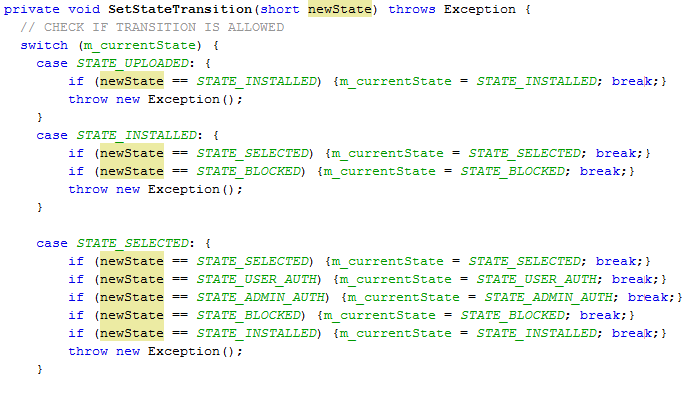 private void SetStateTransition(short newState) throws Exception {
// CHECK IF TRANSITION IS ALLOWED
switch (m_currentState) {
case STATE_UPLOADED: {
if (newState == STATE_INSTALLED) {m_currentState = STATE_INSTALLED; break;}
throw new Exception();
}
case STATE_INSTALLED: {
if (newState == STATE_SELECTED) {m_currentState = STATE_SELECTED; break;}
if (newState == STATE_BLOCKED) {m_currentState = STATE_BLOCKED; break;}
throw new Exception();
}
case STATE_SELECTED: {
if (newState == STATE_SELECTED) {m_currentState = STATE_SELECTED; break;}
if (newState == STATE_USER_AUTH) {m_currentState = STATE_USER_AUTH; break;}
if (newState == STATE_ADMIN_AUTH) {m_currentState = STATE_ADMIN_AUTH; break;}
if (newState == STATE_BLOCKED) {m_currentState = STATE_BLOCKED; break;}
if (newState == STATE_INSTALLED) {m_currentState = STATE_INSTALLED; break;}
throw new Exception();
}